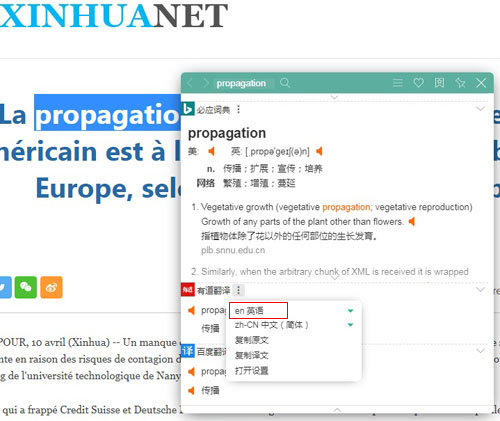 XINHUANET
La propagatio
méricain est à l
Europe, sel
POUR, 10 avril (Xinhua) -- Un manque
nte en raison des risques de contagion d
g de l'université technologique de Nany
qui a frappé Credit Suisse et Deutsche
propagation
必应词典
propagation
美: 英: [ˌprɒpəˈgeɪʃ(ə)n]
n. 传播；扩展；宣传；培养
网络 繁殖；增殖；蔓延
1. Vegetative growth (vegetative propagation; vegetative reproduction)
Growth of any parts of the plant other than flowers.
指植物体除了花以外的任何部位的生长发育。
plb.snnu.edu.cn
2. Similarly, when the arbitrary chunk of XML is received it is wrapped
有道 有道翻译
propag
传播
en 英语
zh-CN 中文（简体）
复制原文
复制译文
打开设置
译 百度翻译
propag
传播